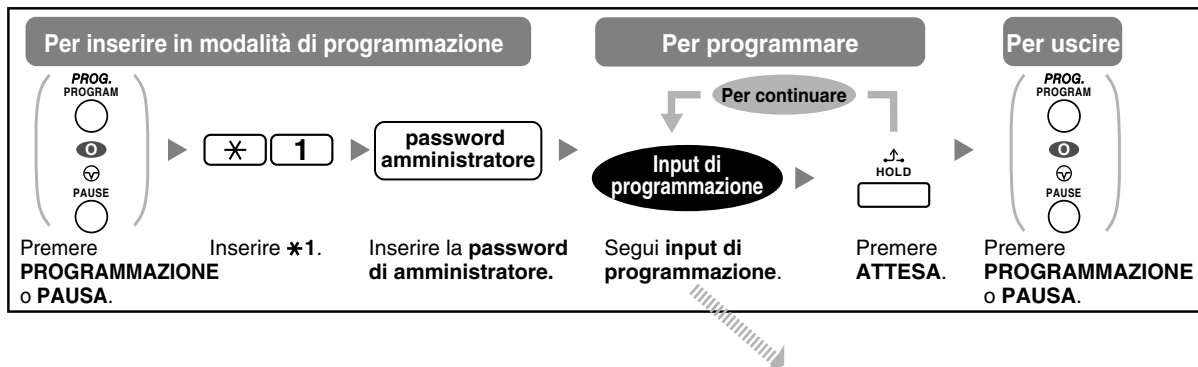 Per inserire in modalità di programmazione
Per programmare
Per uscire
PROG.
PROGRAM
O
PAUSE
✱ 1
password
amministratore
Per continuare
Input di
programmazione
HOLD
PROG.
PROGRAM
O
PAUSE
Premere
PROGRAMMAZIONE
o PAUSA.
Inserire ✱1.
Inserire la password
di amministratore.
Segui input di
programmazione.
Premere
ATTESA.
Premere
PROGRAMMAZIONE
o PAUSA.